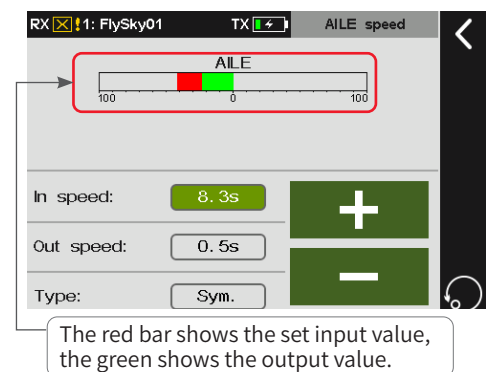 RX !1: FlySky01 TX AILE speed
AILE
100 0 100
In speed: 8.3s
Out speed: 0.5s
+
−
Type: Sym.
The red bar shows the set input value,
the green shows the output value.